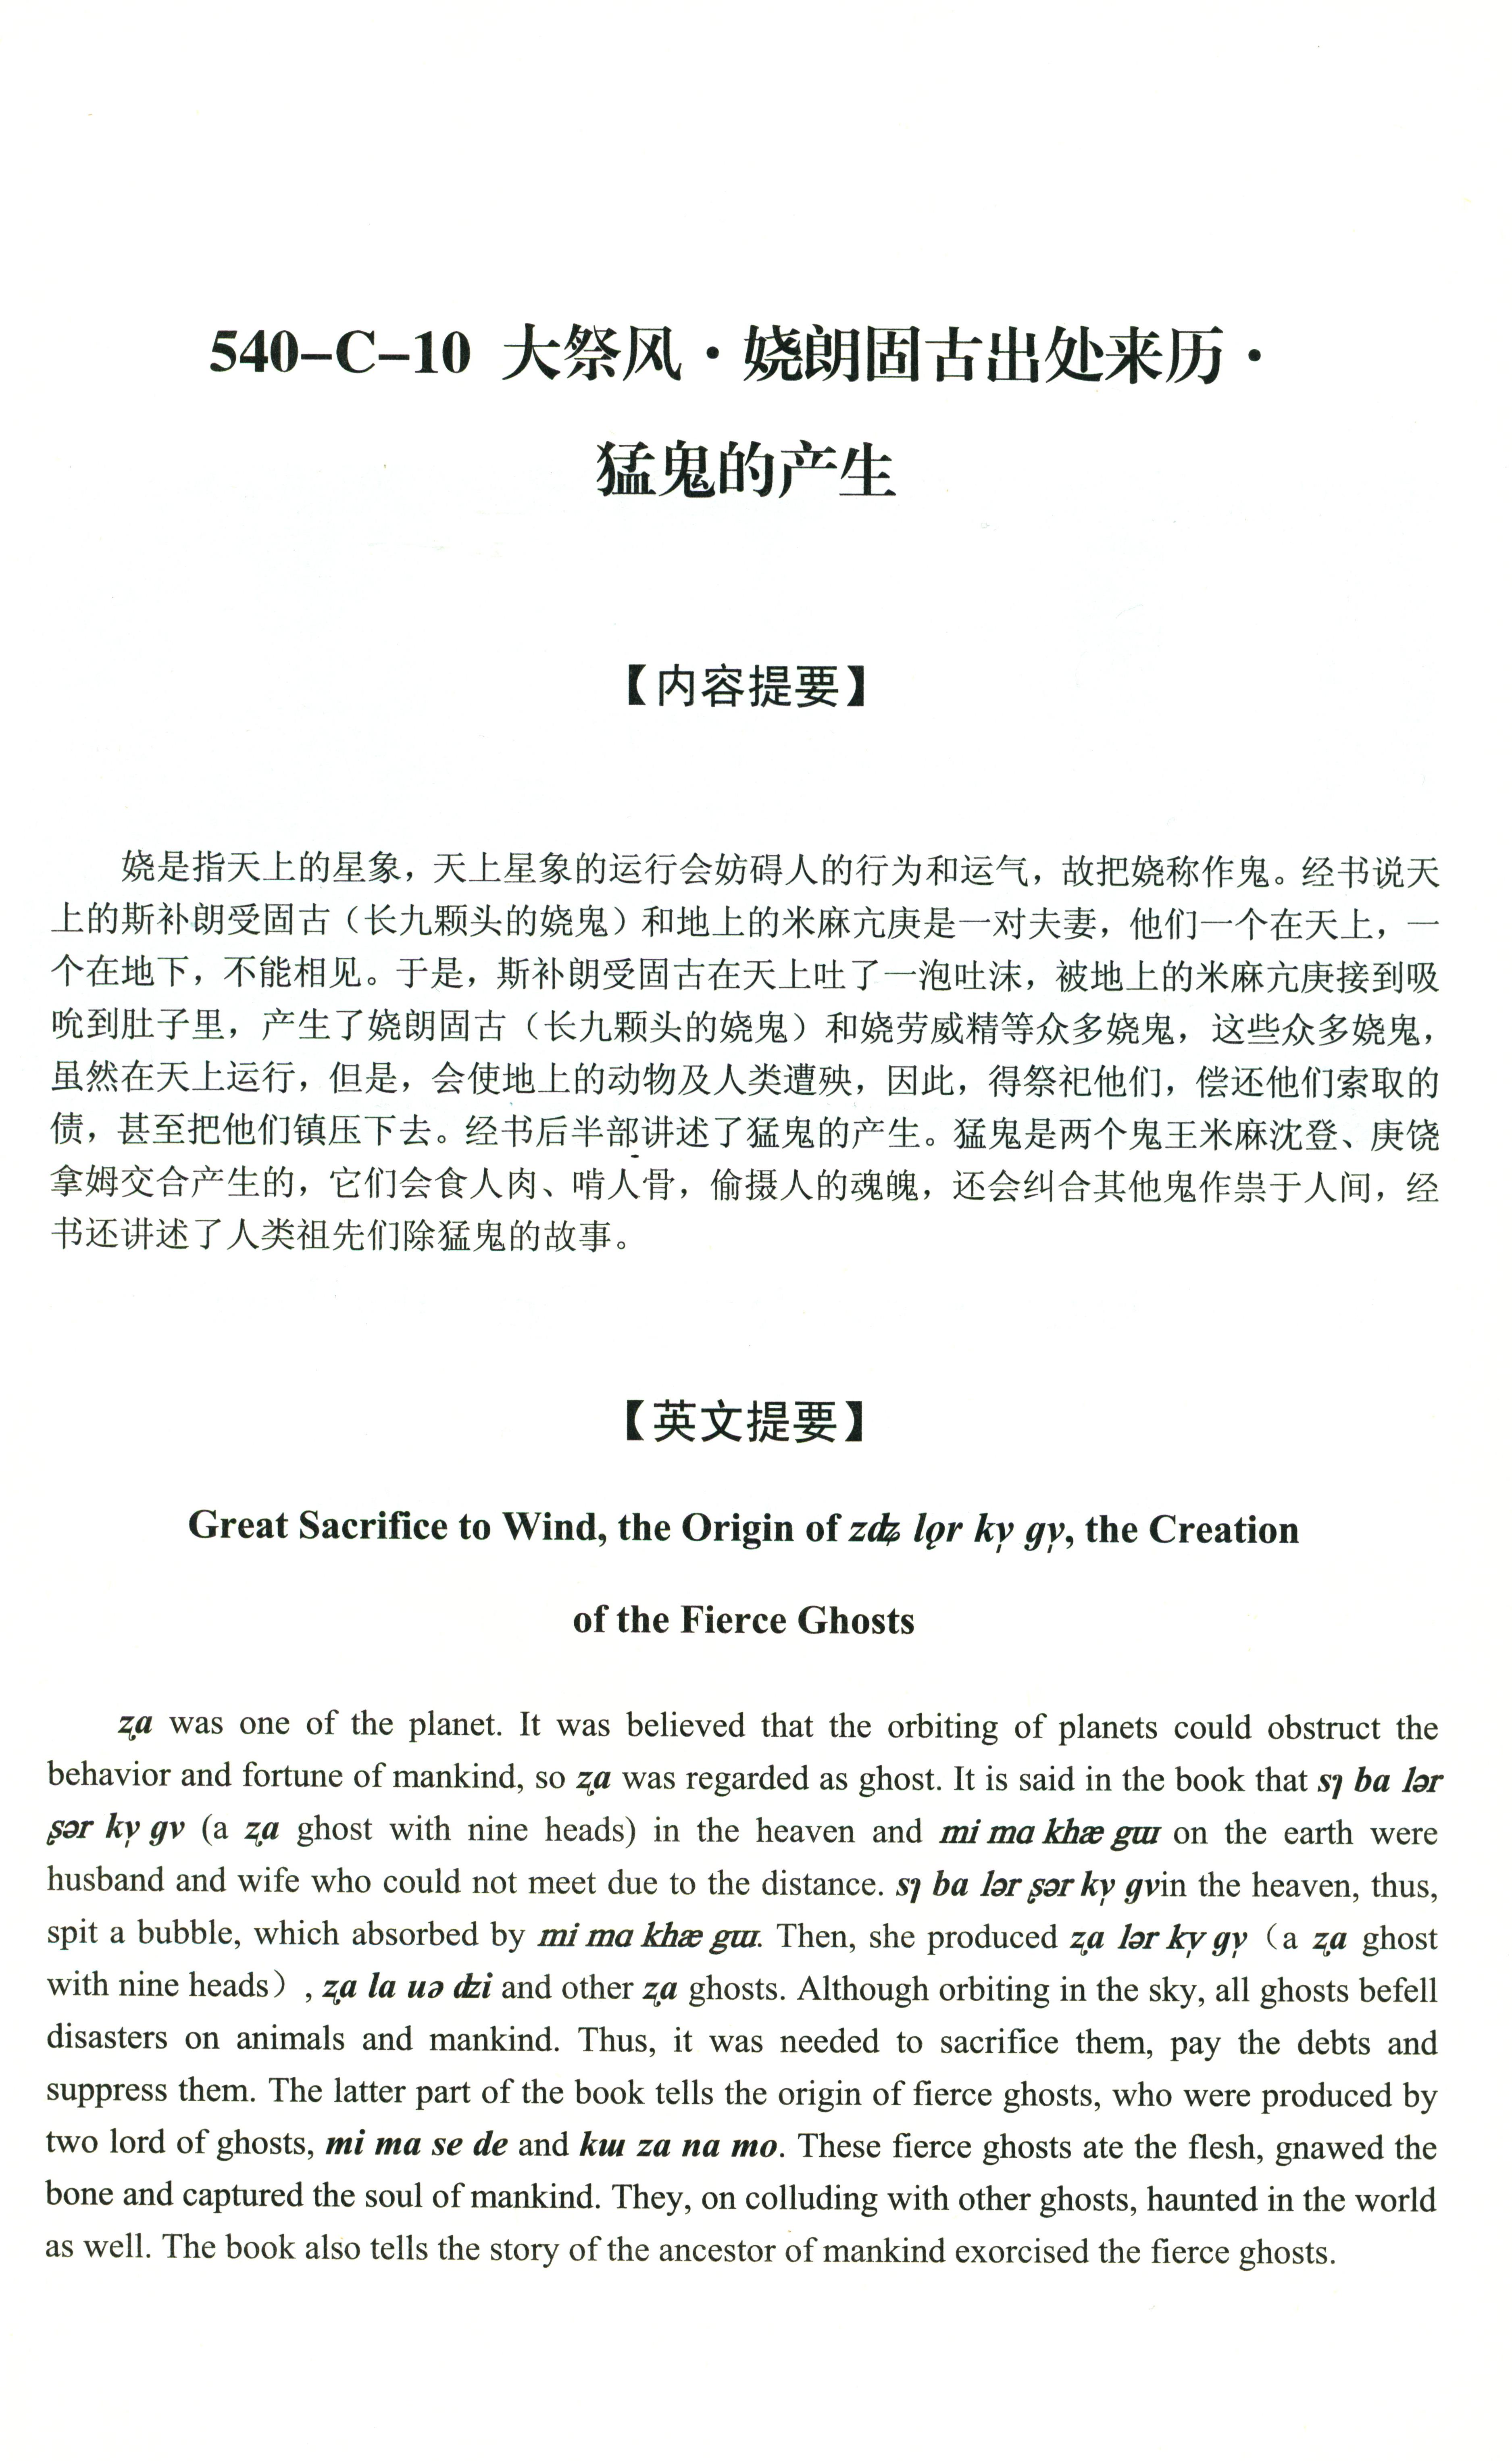 540-C-10 大祭风·娆朗固古出处来历·
猛鬼的产生
【内容提要】
娆是指天上的星象，天上星象的运行会妨碍人的行为和运气，故把娆称作鬼。经书说天
上的斯补朗受固古（长九颗头的娆鬼）和地上的米麻亢庚是一对夫妻，他们一个在天上，一
个在地下，不能相见。于是，斯补朗受固古在天上吐了一泡吐沫，被地上的米麻亢庚接到吸
吮到肚子里，产生了娆朗固古（长九颗头的娆鬼）和娆劳威精等众多娆鬼，这些众多娆鬼，
虽然在天上运行，但是，会使地上的动物及人类遭殃，因此，得祭祀他们，偿还他们索取的
债，甚至把他们镇压下去。经书后半部讲述了猛鬼的产生。猛鬼是两个鬼王米麻沈登、庚饶
拿姆交合产生的，它们会食人肉、啃人骨，偷摄人的魂魄，还会纠合其他鬼作祟于人间，经
书还讲述了人类祖先们除猛鬼的故事。
【英文提要】
Great Sacrifice to Wind, the Origin of zʥ lǫr kv̩ gv̩, the Creation
of the Fierce Ghosts
ʐa was one of the planet. It was believed that the orbiting of planets could obstruct the
behavior and fortune of mankind, so ʐa was regarded as ghost. It is said in the book that sʅ ba lər
ʂər kv̩ gv (a ʐa ghost with nine heads) in the heaven and mi ma khæ gɯ on the earth were
husband and wife who could not meet due to the distance. sʅ ba lər ʂər kv̩ gvin the heaven, thus,
spit a bubble, which absorbed by mi ma khæ gɯ. Then, she produced ʐa lər kv̩ gv̩（a ʐa ghost
with nine heads）, ʐa la uə ʥi and other ʐa ghosts. Although orbiting in the sky, all ghosts befell
disasters on animals and mankind. Thus, it was needed to sacrifice them, pay the debts and
suppress them. The latter part of the book tells the origin of fierce ghosts, who were produced by
two lord of ghosts, mi ma se de and kɯ za na mo. These fierce ghosts ate the flesh, gnawed the
bone and captured the soul of mankind. They, on colluding with other ghosts, haunted in the world
as well. The book also tells the story of the ancestor of mankind exorcised the fierce ghosts.